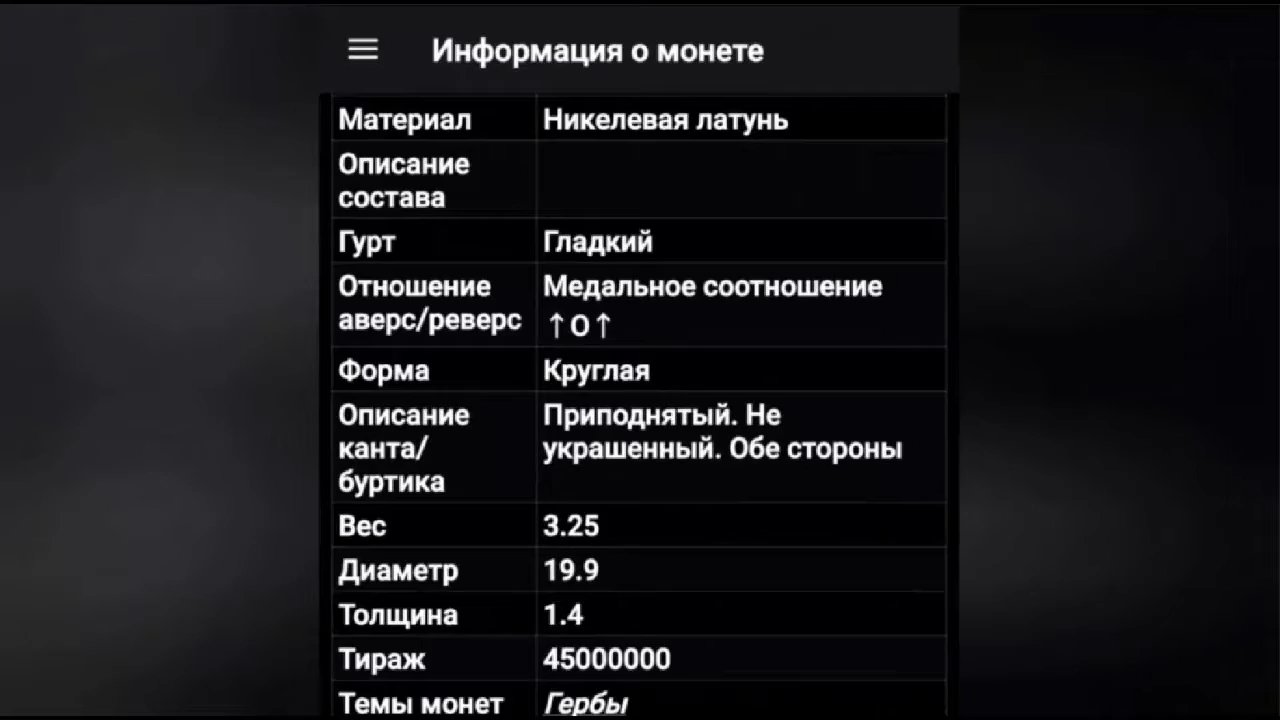 Информация о монете
Материал Никелевая латунь
Описание
состава
Гурт Гладкий
Отношение Медальное соотношение
аверс/реверс ↑O↑
Форма Круглая
Описание Приподнятый. Не
канта/ украшенный. Обе стороны
буртика
Вес 3.25
Диаметр 19.9
Толщина 1.4
Тираж 45000000
Темы монет Гербы